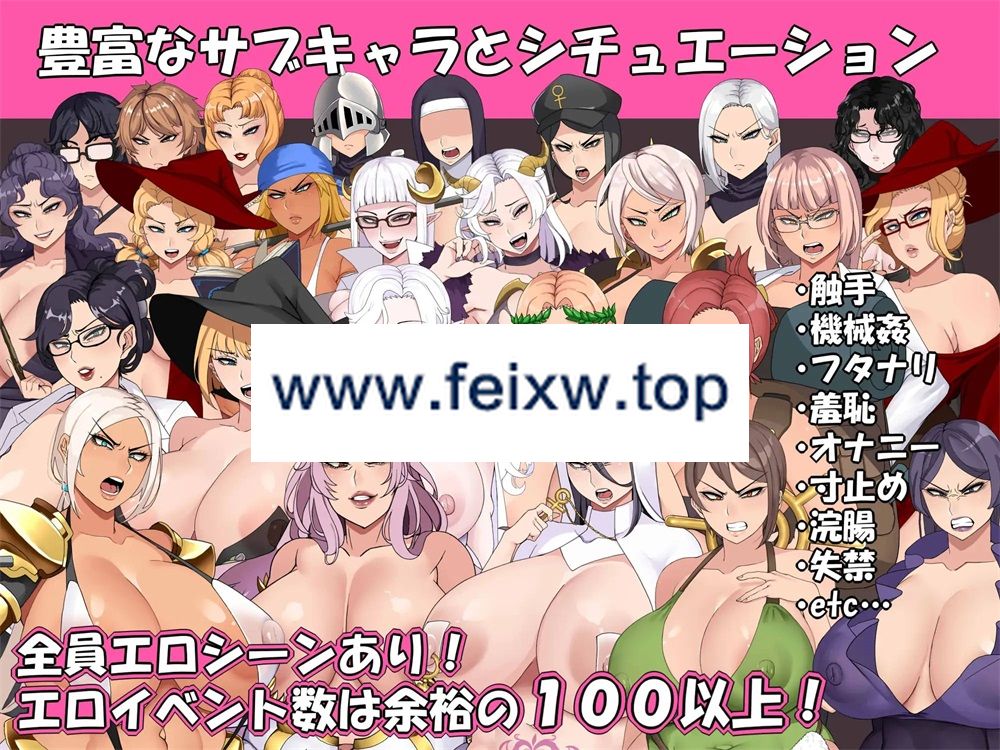 豊富なサブキャラとシチュエーション
・触手
・機械姦
・フタナリ
www.feixw.top
・羞恥
・オナニー
・寸止め
・浣腸
・失禁
・etc…
全員エロシーンあり！
エロイベント数は余裕の１００以上！